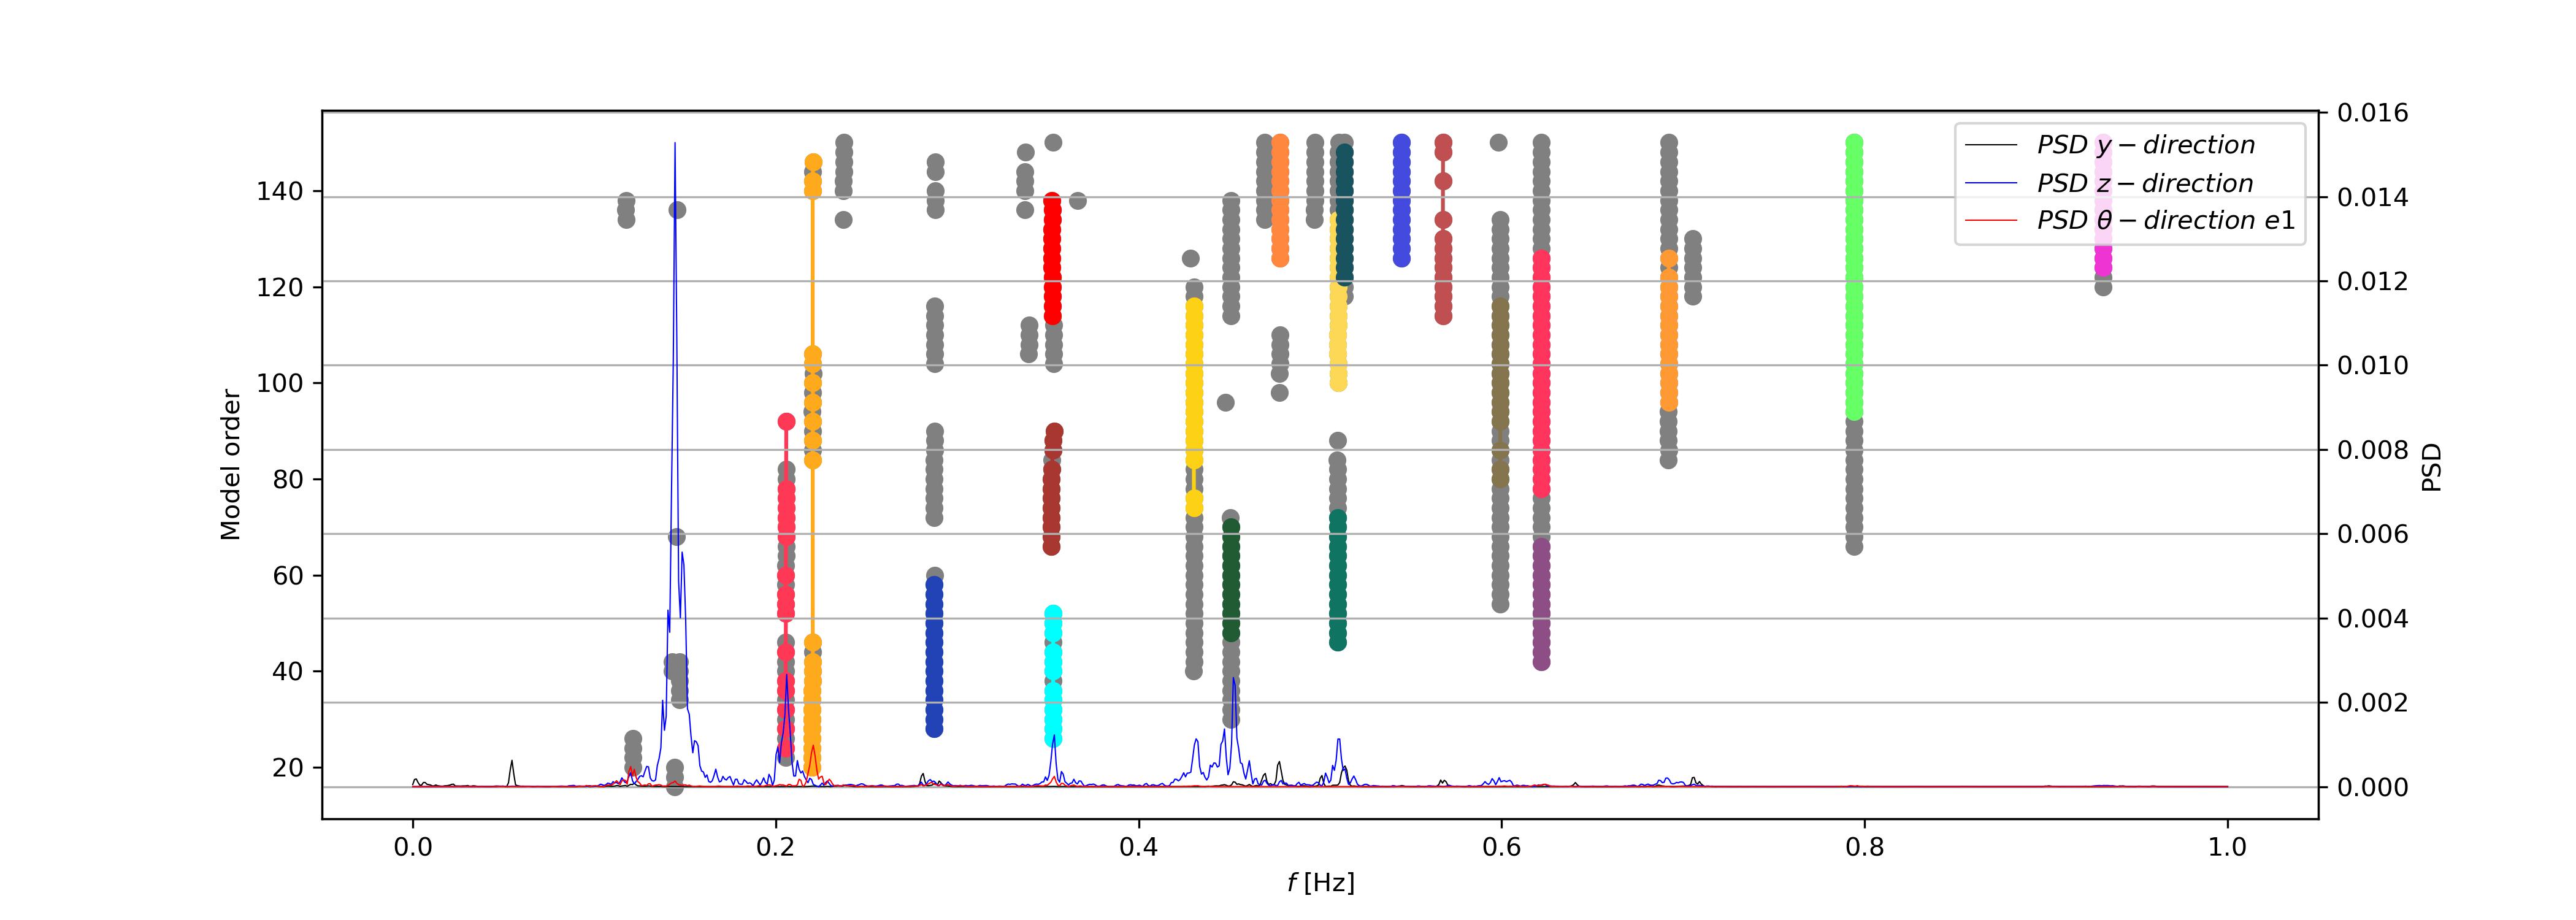 0.016
140
0.014
120
0.012
100
0.010
80
0.008
60
0.006
40
0.004
20
0.002
0.000
Model order
PSD
PSD y − direction
PSD z − direction
PSD θ − direction e1
0.0 0.2 0.4 0.6 0.8 1.0
f [Hz]